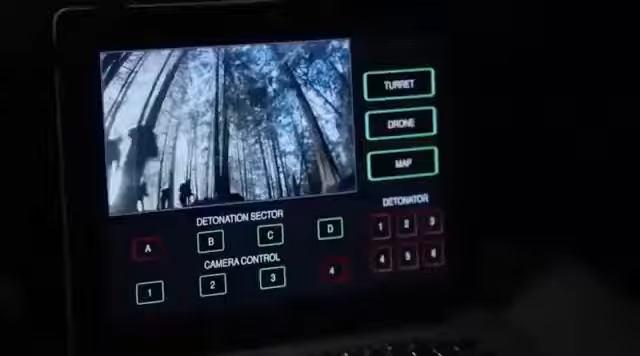 TURRET
DRONE
MAP
DETONATION SECTOR
A B C D
CAMERA CONTROL
1 2 3 4
DETONATOR
1 2 3
4 5 6